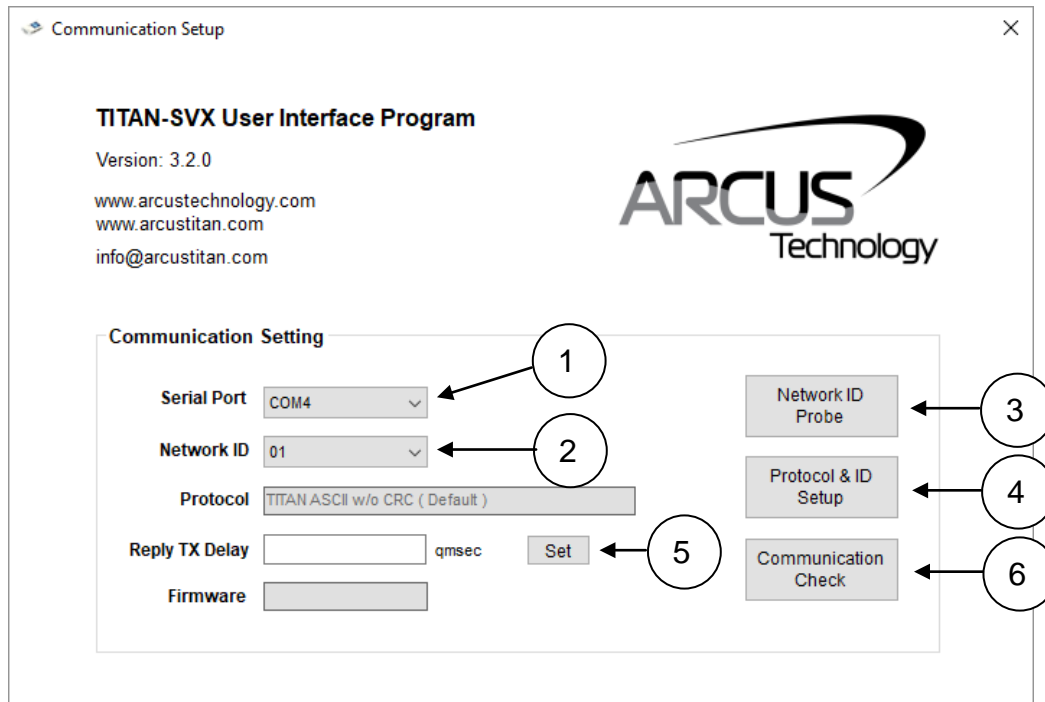 Communication Setup
TITAN-SVX User Interface Program
Version: 3.2.0
www.arcustechnology.com
www.arcustitan.com
info@arcustitan.com
ARCUS
Technology
Communication Setting
1
Serial Port COM4
Network ID
Probe
3
Network ID 01
2
Protocol TITAN ASCII w/o CRC ( Default )
Protocol & ID
Setup
4
Reply TX Delay qmsec Set
5
Communication
Check
6
Firmware